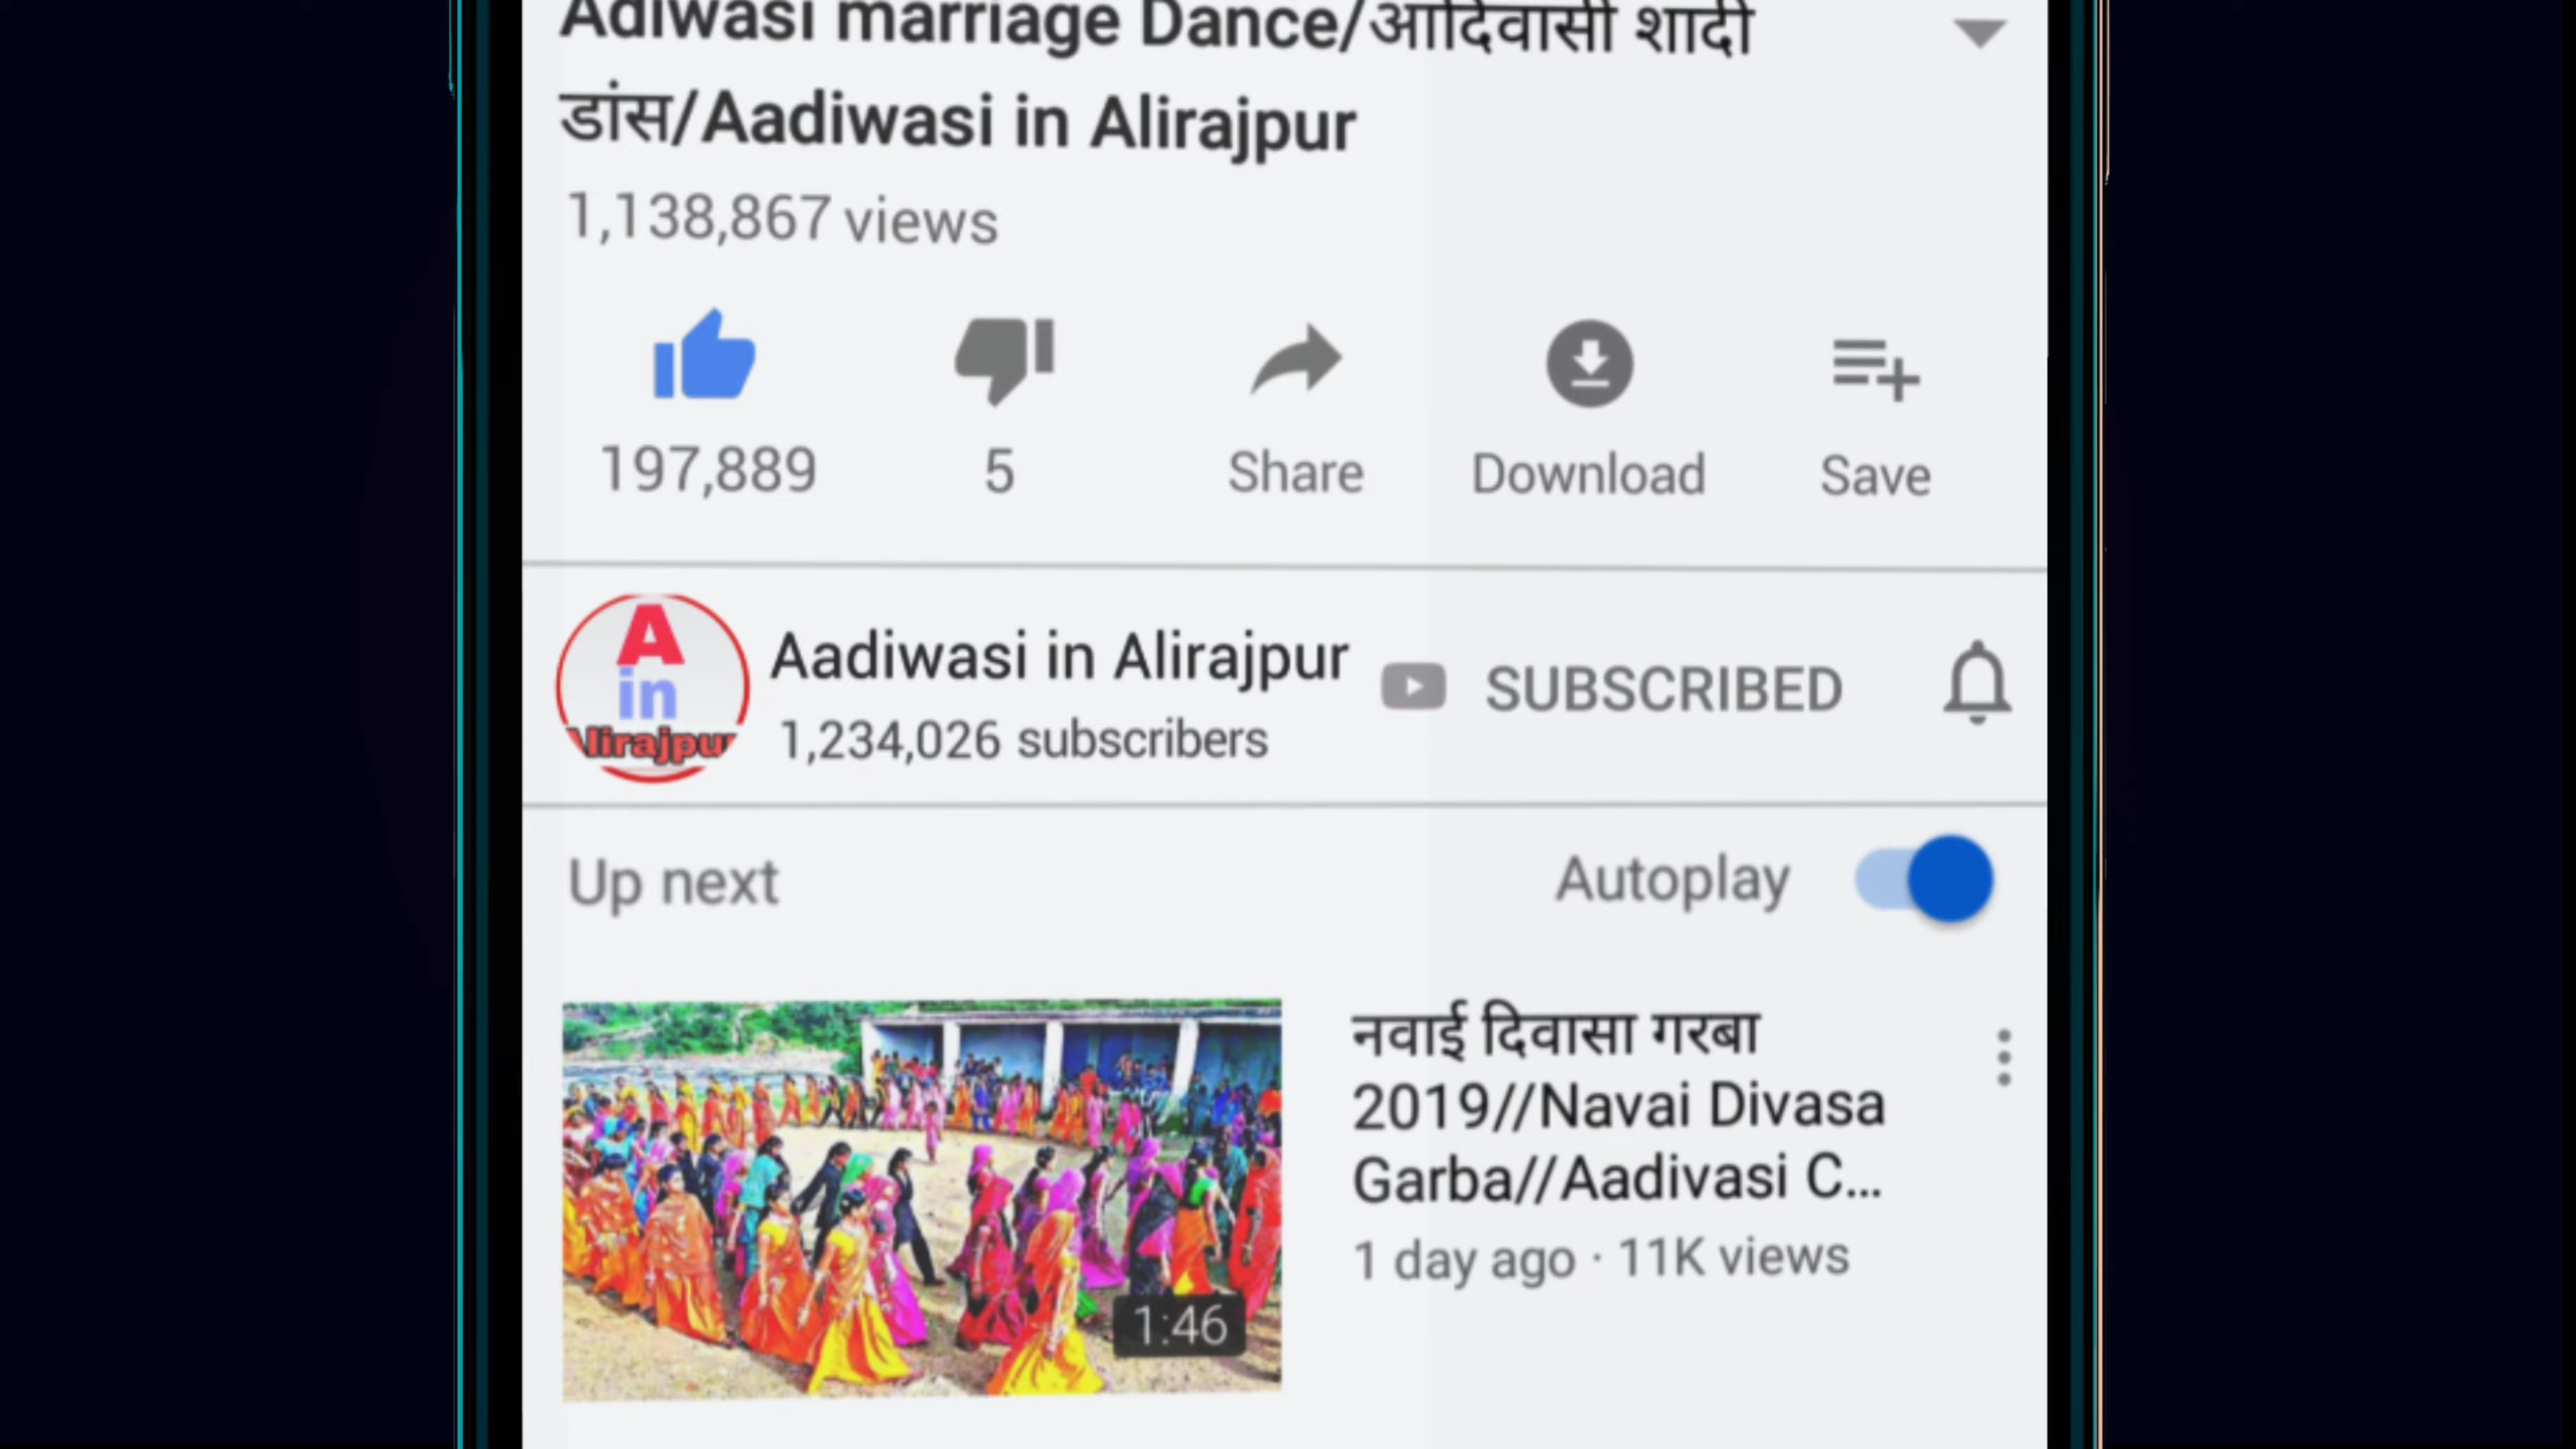 Adiwasi marriage Dance/आदिवासी शादी
डांस/Aadiwasi in Alirajpur
1,138,867 views
197,889
5
Share
Download
Save
A
in
Alirajpur
Aadiwasi in Alirajpur
1,234,026 subscribers
SUBSCRIBED
Up next
Autoplay
1:46
नवाई दिवासा गरबा
2019//Navai Divasa
Garba//Aadivasi C...
1 day ago · 11K views